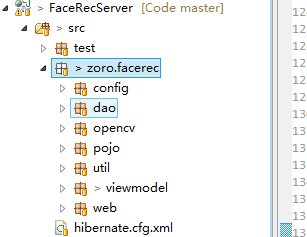 > FaceRecServer [Code master]
> src
test
> zoro.facerec
config
dao
opencv
pojo
util
> viewmodel
web
hibernate.cfg.xml